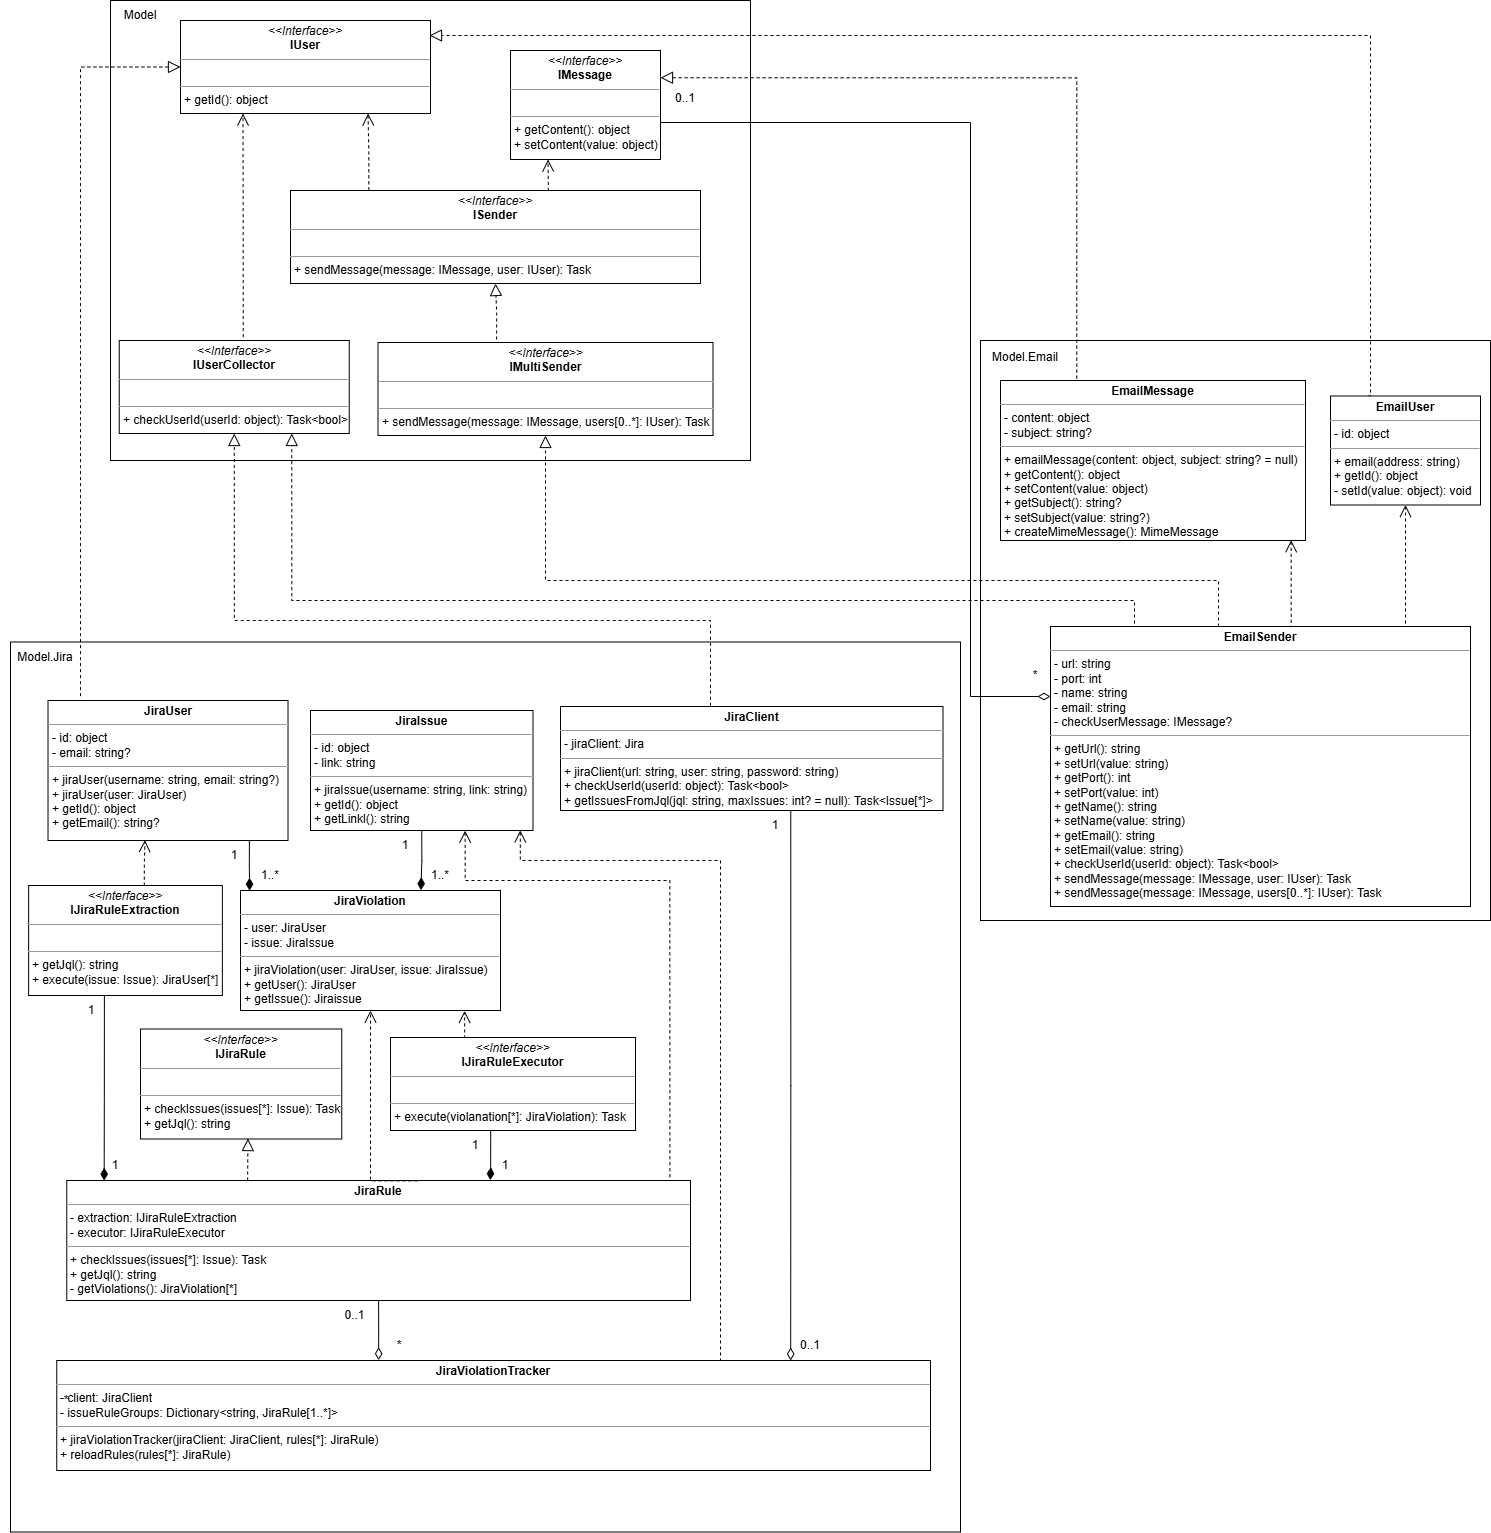 Model
<<Interface>>
IUser
+ getId(): object
<<Interface>>
IMessage
+ getContent(): object
+ setContent(value: object)
0..1
<<Interface>>
ISender
+ sendMessage(message: IMessage, user: IUser): Task
<<Interface>>
IUserCollector
+ checkUserId(userId: object): Task<bool>
<<Interface>>
IMultiSender
+ sendMessage(message: IMessage, users[0..*]: IUser): Task
Model.Email
EmailMessage
- content: object
- subject: string?
+ emailMessage(content: object, subject: string? = null)
+ getContent(): object
+ setContent(value: object)
+ getSubject(): string?
+ setSubject(value: string?)
+ createMimeMessage(): MimeMessage
EmailUser
- id: object
+ email(address: string)
+ getId(): object
- setId(value: object): void
*
EmailSender
- url: string
- port: int
- name: string
- email: string
- checkUserMessage: IMessage?
+ getUrl(): string
+ setUrl(value: string)
+ getPort(): int
+ setPort(value: int)
+ getName(): string
+ setName(value: string)
+ getEmail(): string
+ setEmail(value: string)
+ checkUserId(userId: object): Task<bool>
+ sendMessage(message: IMessage, user: IUser): Task
+ sendMessage(message: IMessage, users[0..*]: IUser): Task
Model.Jira
JiraUser
- id: object
- email: string?
+ jiraUser(username: string, email: string?)
+ jiraUser(user: JiraUser)
+ getId(): object
+ getEmail(): string?
JiraIssue
- id: object
- link: string
+ jiraIssue(username: string, link: string)
+ getId(): object
+ getLinkl(): string
JiraClient
- jiraClient: Jira
+ jiraClient(url: string, user: string, password: string)
+ checkUserId(userId: object): Task<bool>
+ getIssuesFromJql(jql: string, maxIssues: int? = null): Task<Issue[*]>
1
1..*
1
1..*
1
<<Interface>>
IJiraRuleExtraction
+ getJql(): string
+ execute(issue: Issue): JiraUser[*]
JiraViolation
- user: JiraUser
- issue: JiraIssue
+ jiraViolation(user: JiraUser, issue: JiraIssue)
+ getUser(): JiraUser
+ getIssue(): Jiraissue
1
<<Interface>>
IJiraRule
+ checkIssues(issues[*]: Issue): Task
+ getJql(): string
<<Interface>>
IJiraRuleExecutor
+ execute(violanation[*]: JiraViolation): Task
1
1
1
JiraRule
- extraction: IJiraRuleExtraction
- executor: IJiraRuleExecutor
+ checkIssues(issues[*]: Issue): Task
+ getJql(): string
- getViolations(): JiraViolation[*]
0..1
*
0..1
JiraViolationTracker
-*client: JiraClient
- issueRuleGroups: Dictionary<string, JiraRule[1..*]>
+ jiraViolationTracker(jiraClient: JiraClient, rules[*]: JiraRule)
+ reloadRules(rules[*]: JiraRule)